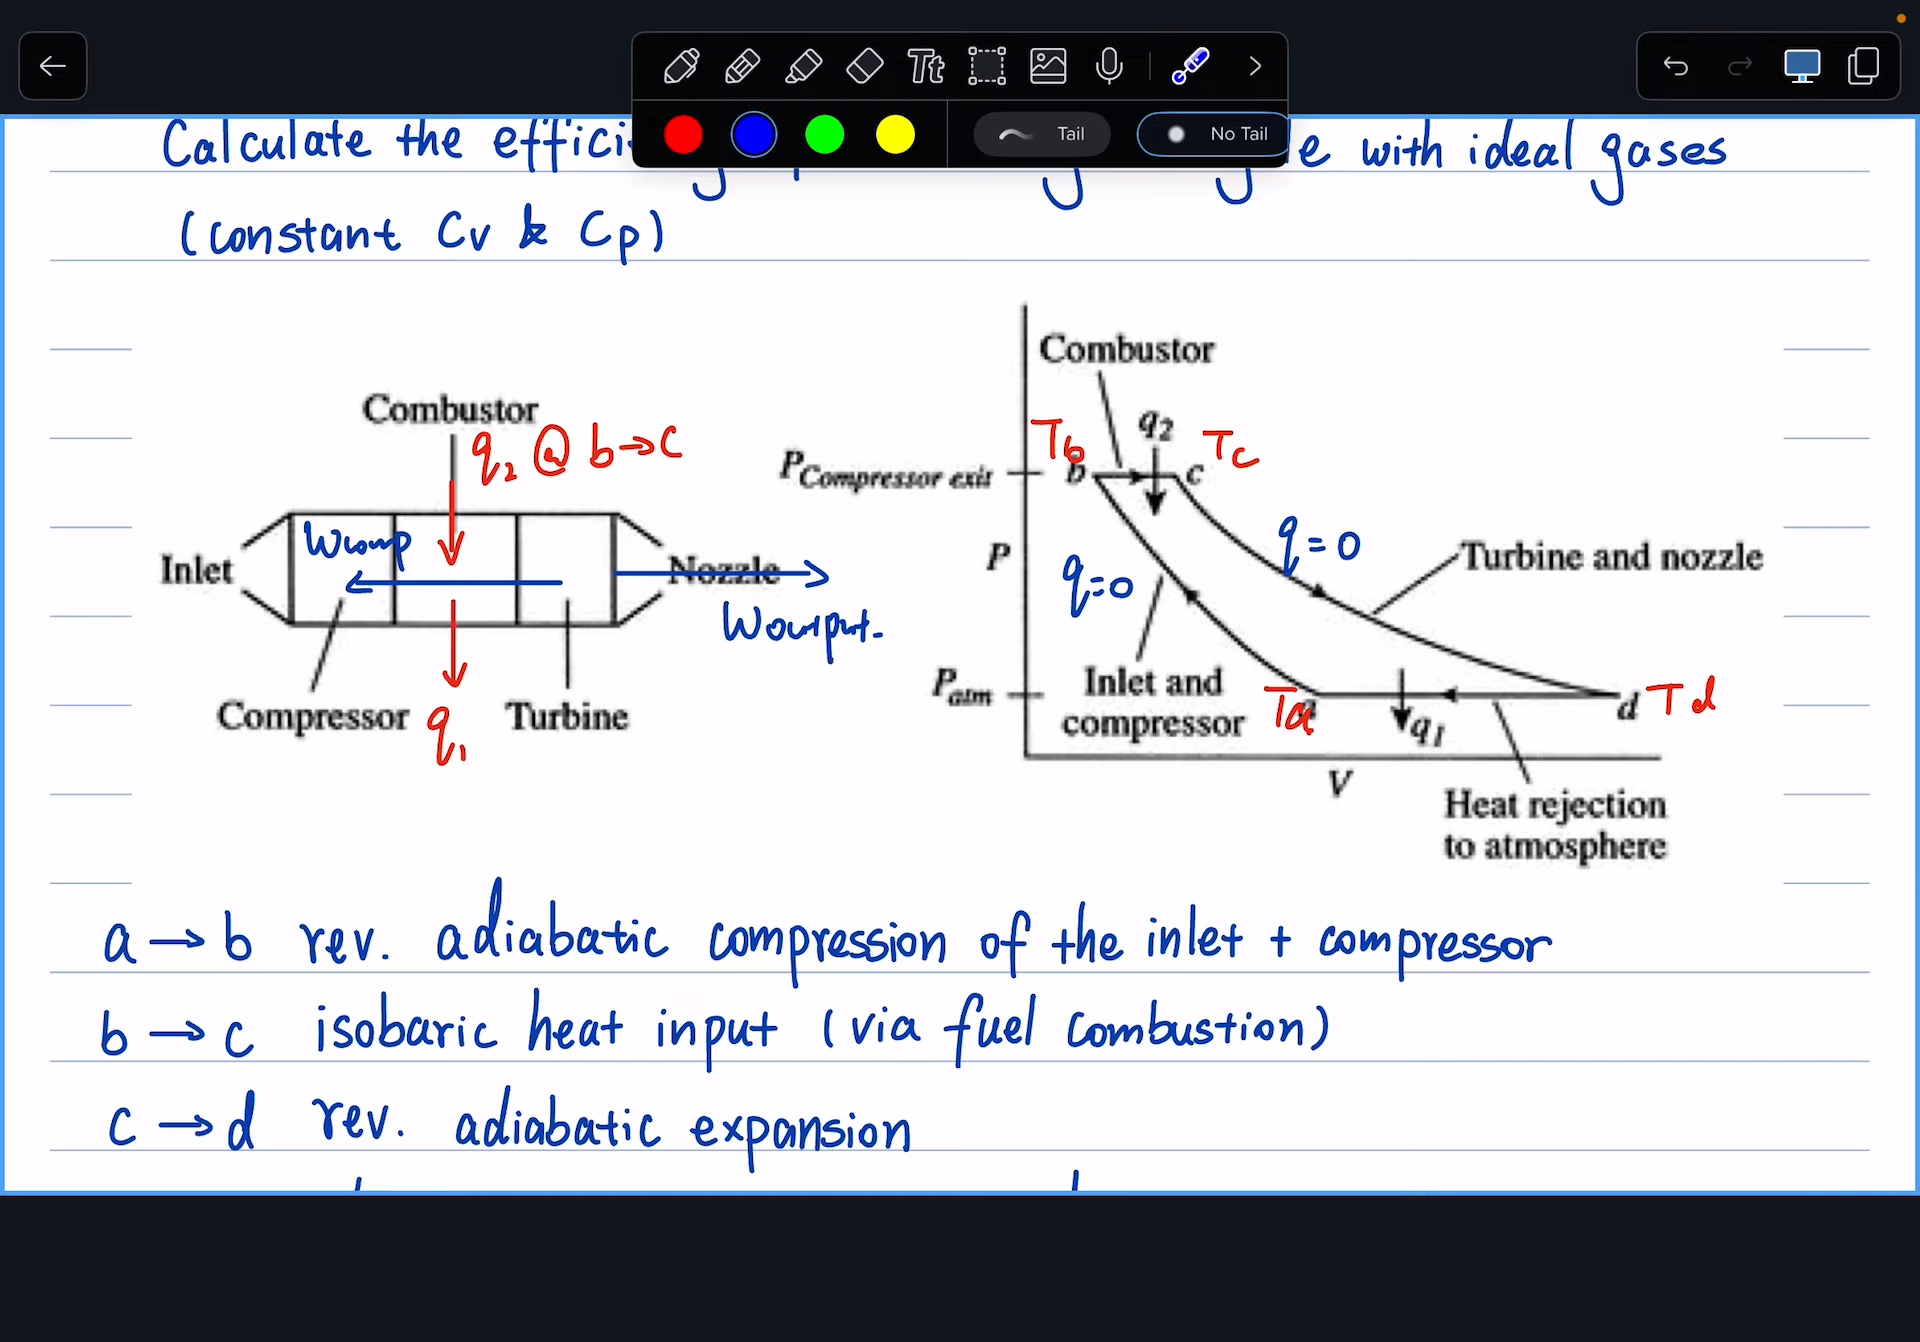 Tt
Tail
No Tail
Calculate the effici
e with ideal gases
(constant Cv & Cp)
Combustor
q₂ @ b→c
Wcomp
Inlet
Nozzle
Woutput.
Compressor
q₁
Turbine
Combustor
Tb
q₂
Tc
P Compressor exit
b
c
q=0
P
q=0
Turbine and nozzle
Patm
Inlet and
compressor
Ta
q₁
d
Td
V
Heat rejection
to atmosphere
a → b rev. adiabatic compression of the inlet + compressor
b → c isobaric heat input (via fuel combustion)
c → d rev. adiabatic expansion